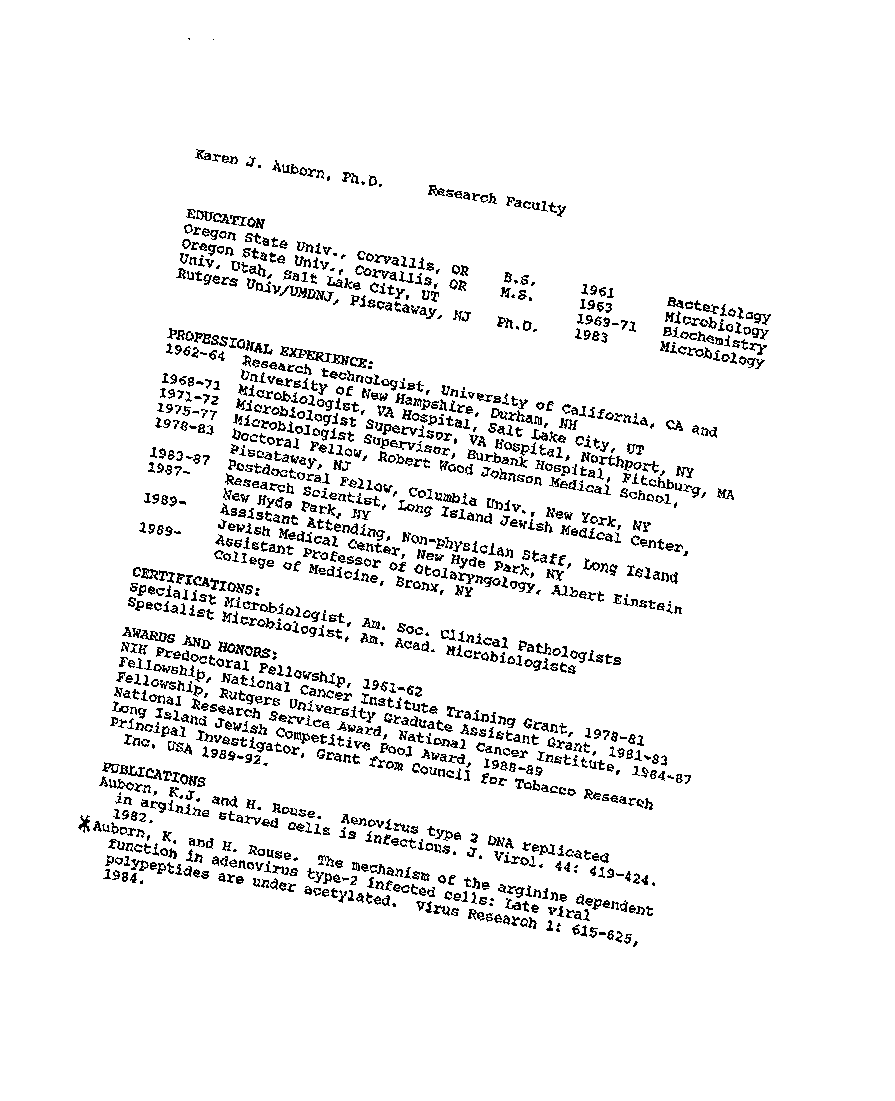 Karen J. Auborn, Ph.D. Research Faculty
EDUCATION
Oregon State Univ., Corvallis, OR B.S. 1961 Bacteriology
Oregon State Univ., Corvallis, OR M.S. 1963 Microbiology
Univ. Utah, Salt Lake City, UT 1969-71 Biochemistry
Rutgers Univ/UMDNJ, Piscataway, NJ Ph.D. 1983 Microbiology
PROFESSIONAL EXPERIENCE:
1962-64 Research technologist, University of California, CA and
University of New Hampshire, Durham, NH
1968-71 Microbiologist, VA Hospital, Salt Lake City, UT
1971-72 Microbiologist Supervisor, VA Hospital, Northport, NY
1975-77 Microbiologist Supervisor, Burbank Hospital, Fitchburg, MA
1978-83 Doctoral Fellow, Robert Wood Johnson Medical School,
Piscataway, NJ
1983-87 Postdoctoral Fellow, Columbia Univ., New York, NY
1987- Research Scientist, Long Island Jewish Medical Center,
New Hyde Park, NY
1989- Assistant Attending, Non-physician Staff, Long Island
Jewish Medical Center, New Hyde Park, NY
1989- Assistant Professor of Otolaryngology, Albert Einstein
College of Medicine, Bronx, NY
CERTIFICATIONS:
Specialist Microbiologist, Am. Soc. Clinical Pathologists
Specialist Microbiologist, Am. Acad. Microbiologists
AWARDS AND HONORS:
NIH Predoctoral Fellowship, 1961-62
Fellowship, National Cancer Institute Training Grant, 1978-81
Fellowship, Rutgers University Graduate Assistant Grant, 1981-83
National Research Service Award, National Cancer Institute, 1984-87
Long Island Jewish Competitive Pool Award, 1988-89
Principal Investigator, Grant from Council for Tobacco Research
Inc. USA 1989-92.
PUBLICATIONS
Auborn, K.J. and H. Rouse. Aenovirus type 2 DNA replicated
in arginine starved cells is infectious. J. Virol. 44: 419-424.
1982.
*Auborn, K. and H. Rouse. The mechanism of the arginine dependent
function in adenovirus type-2 infected cells: Late viral
polypeptides are under acetylated. Virus Research 1: 615-625,
1984.